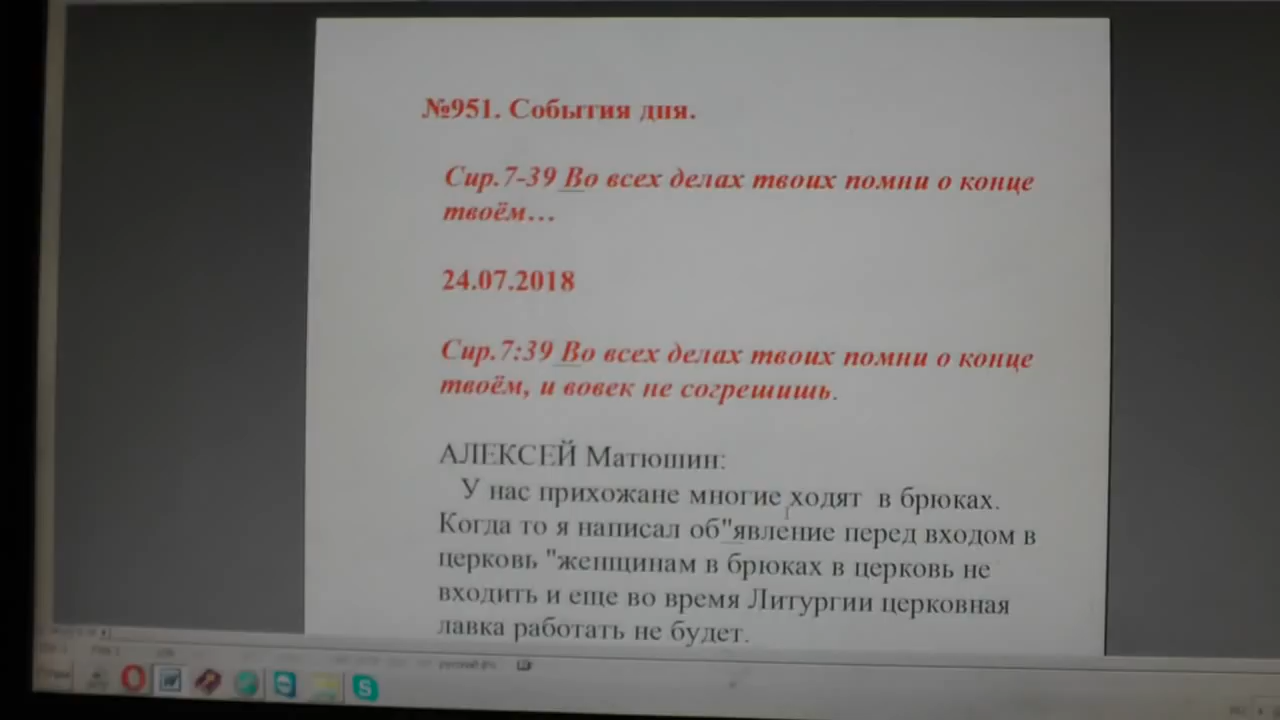 №951. События дня.
Сир.7-39 Во всех делах твоих помни о конце
твоём…
24.07.2018
Сир.7:39 Во всех делах твоих помни о конце
твоём, и вовек не согрешишь.
АЛЕКСЕЙ Матюшин:
У нас прихожане многие ходят в брюках.
Когда то я написал об"явление перед входом в
церковь "женщинам в брюках в церковь не
входить и еще во время Литургии церковная
лавка работать не будет.